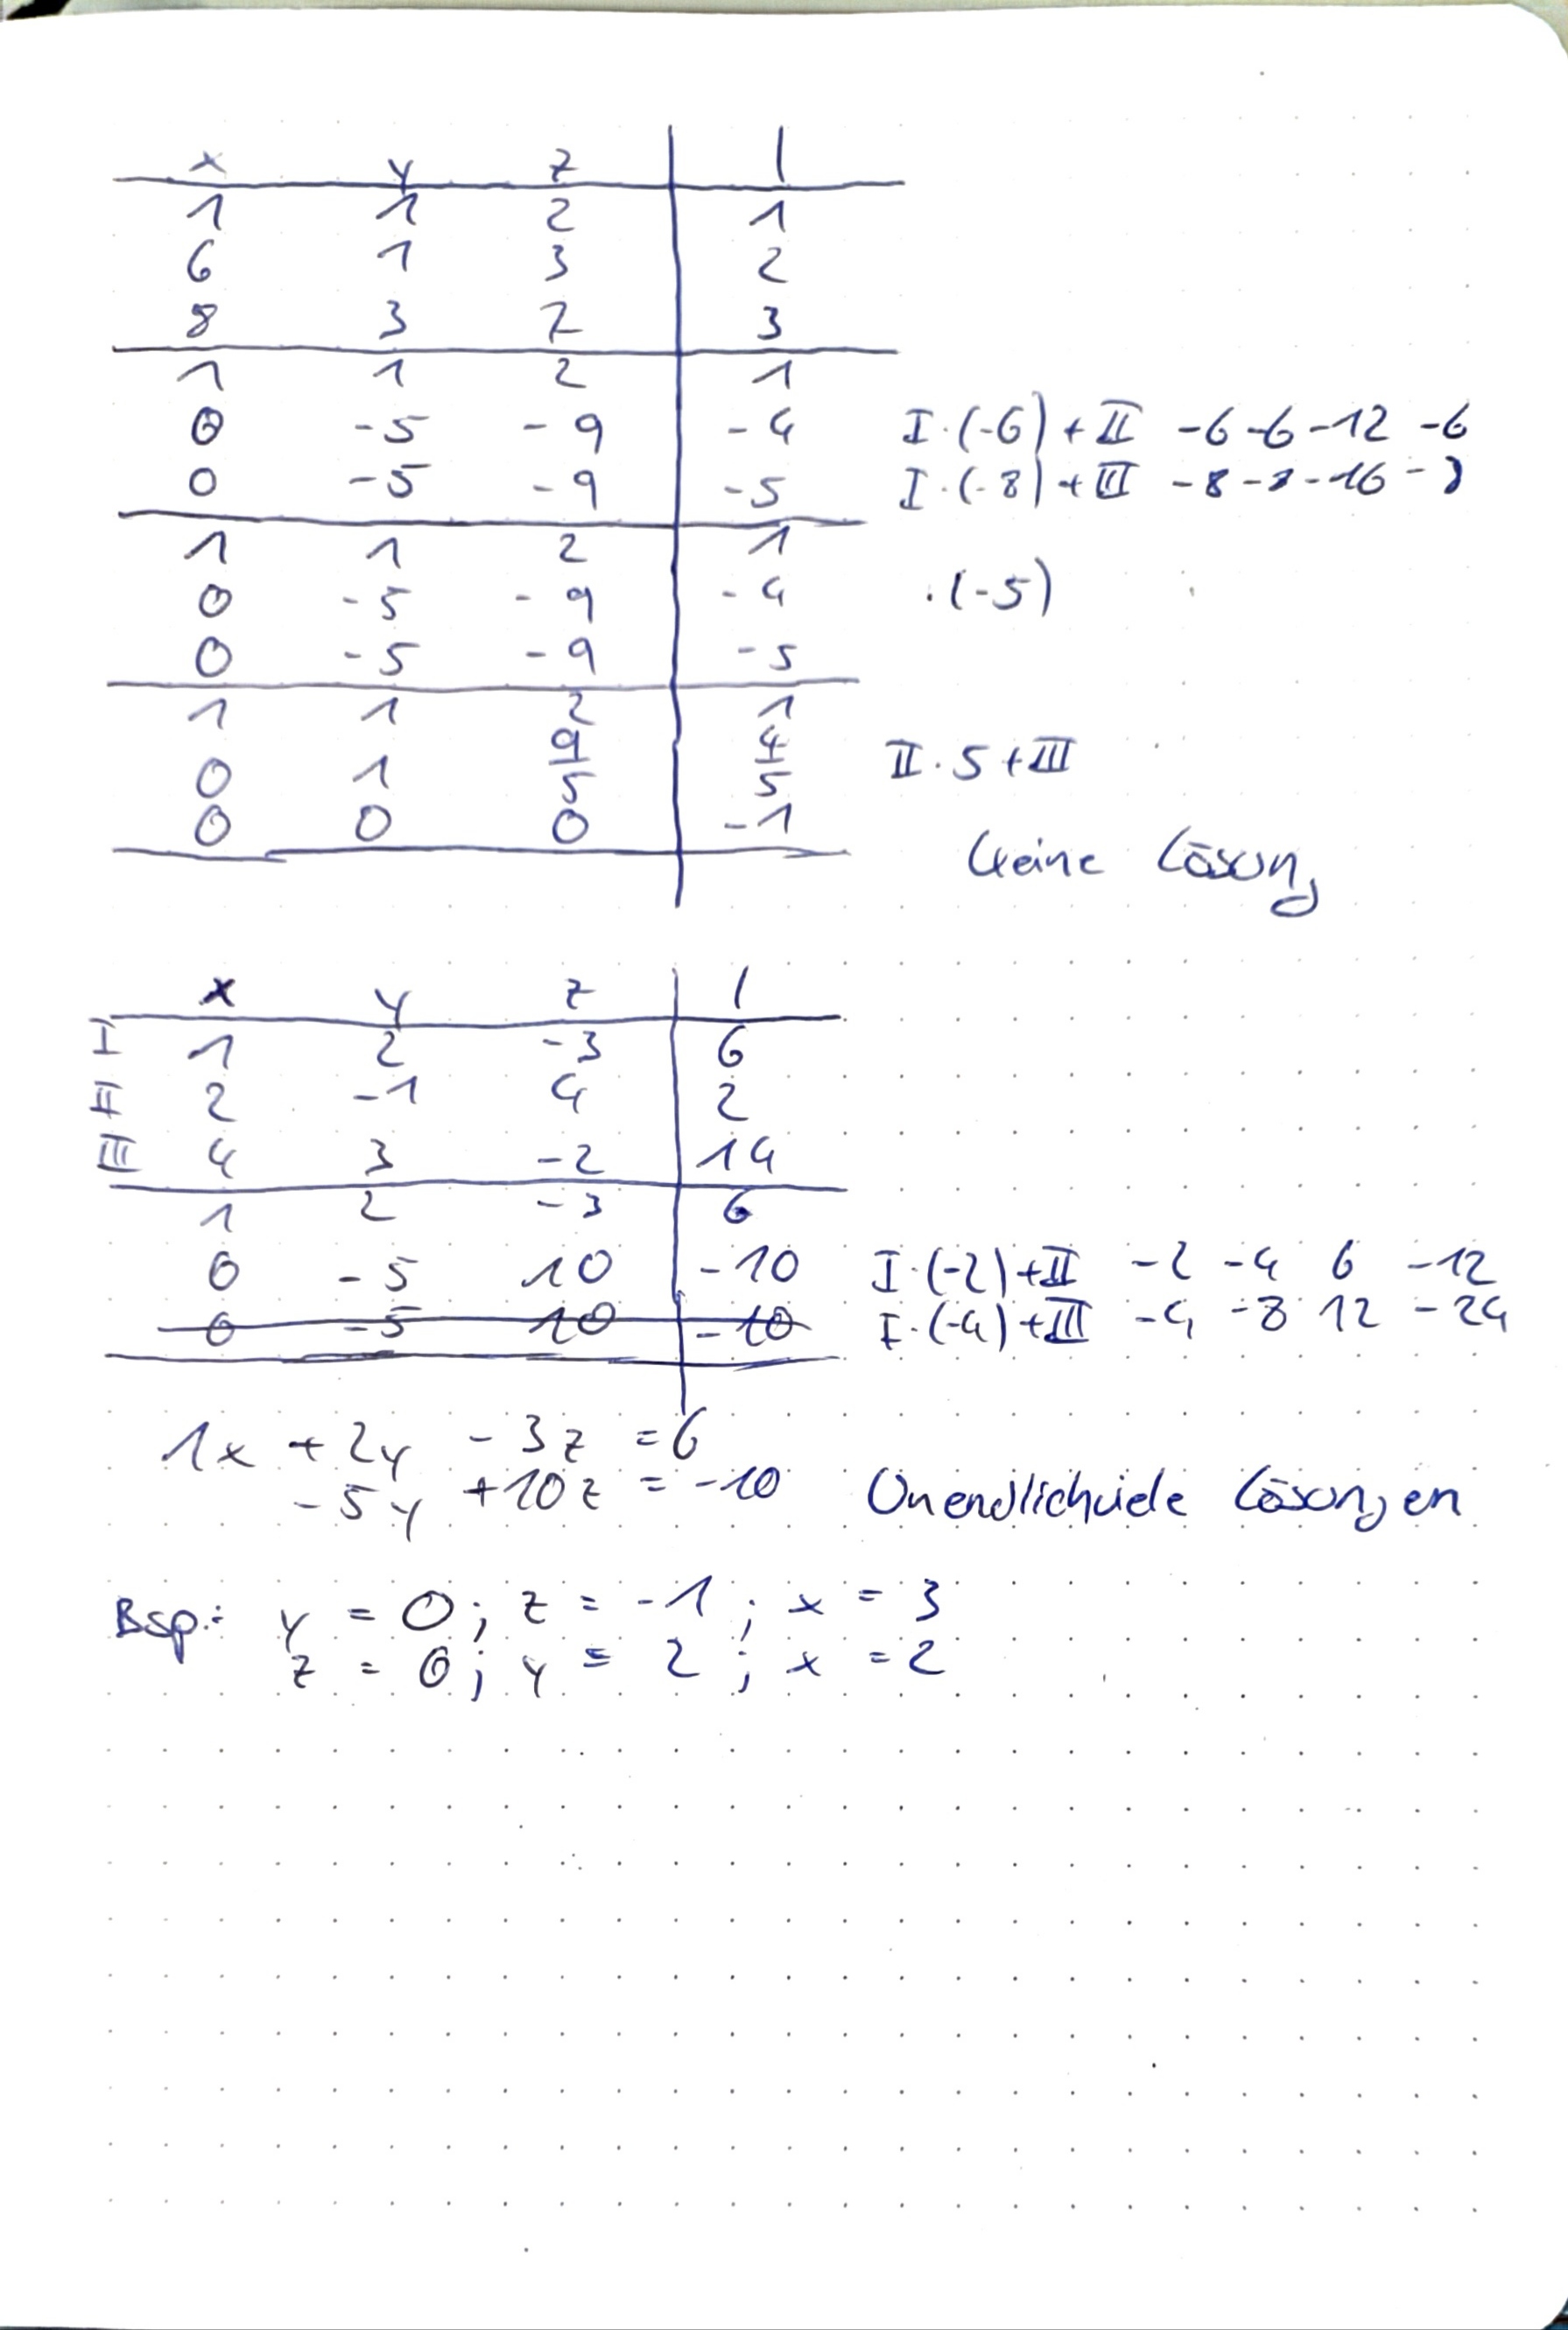 x y z | 1
1 1 2 | 1
6 1 3 | 2
8 3 7 | 3
1 1 2 | 1
0 -5 -9 | -4 I·(-6)+II -6 -6 -12 -6
0 -5 -9 | -5 I·(-8)+III -8 -8 -16 -8
1 1 2 | 1
0 -5 -9 | -4 ·(-5)
0 -5 -9 | -5
1 1 2 | 1
0 1 9/5 | 4/5 II·5+III
0 0 0 | -1
keine Lösung
x y z | 1
I 1 2 -3 | 6
II 2 -1 4 | 2
III 4 3 -2 | 14
1 2 -3 | 6
0 -5 10 | -10 I·(-2)+II -2 -4 6 -12
0 -5 10 | -10 I·(-4)+III -4 -8 12 -24
1x + 2y - 3z = 6
-5y +10z = -10 Unendlichviele Lösungen
Bsp.: y = 0; z = -1; x = 3
z = 0; y = 2; x = 2